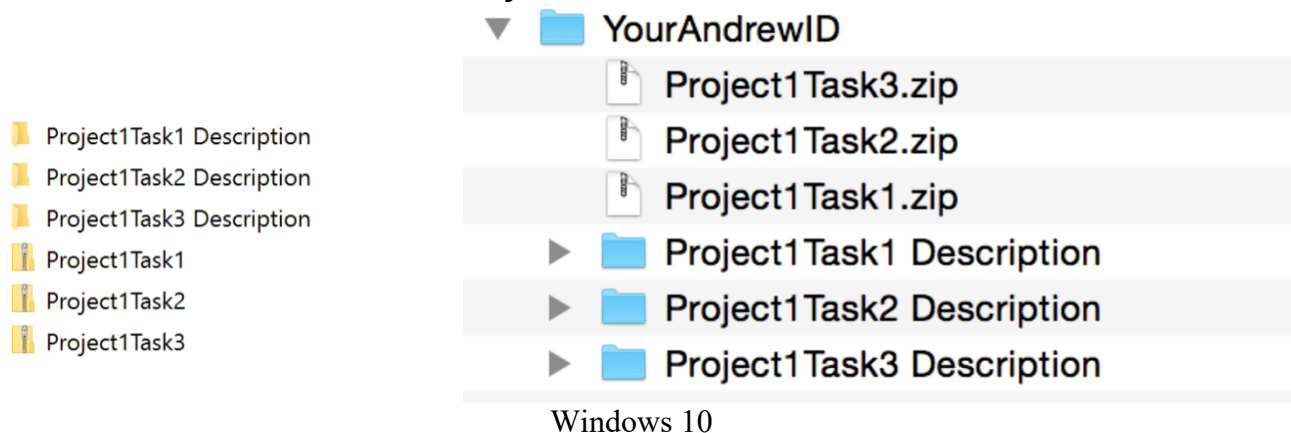 Project1Task1 Description
Project1Task2 Description
Project1Task3 Description
Project1Task1
Project1Task2
Project1Task3
YourAndrewID
Project1Task3.zip
Project1Task2.zip
Project1Task1.zip
Project1Task1 Description
Project1Task2 Description
Project1Task3 Description
Windows 10